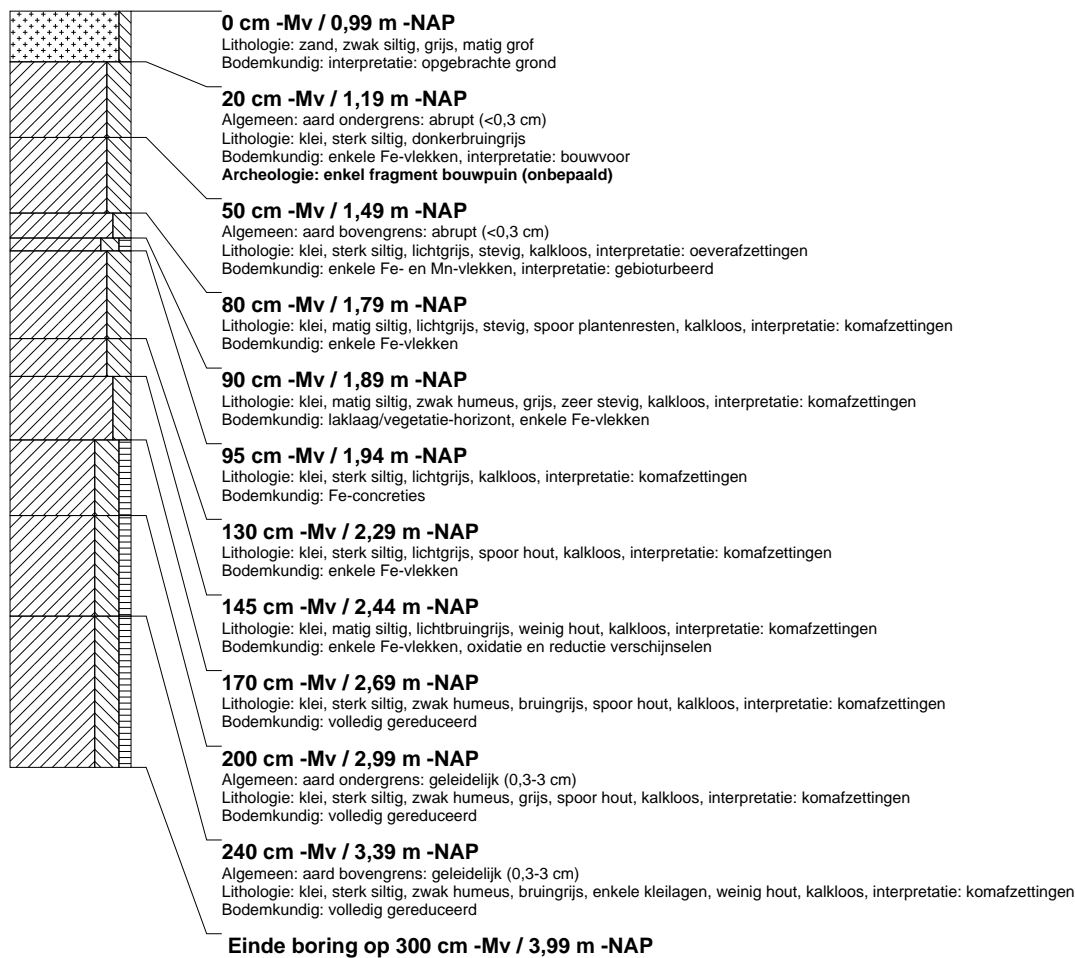 0 cm -Mv / 0,99 m -NAP
Lithologie: zand, zwak siltig, grijs, matig grof
Bodemkundig: interpretatie: opgebrachte grond
20 cm -Mv / 1,19 m -NAP
Algemeen: aard ondergrens: abrupt (<0,3 cm)
Lithologie: klei, sterk siltig, donkerbruingrijs
Bodemkundig: enkele Fe-vlekken, interpretatie: bouwvoor
Archeologie: enkel fragment bouwpuin (onbepaald)
50 cm -Mv / 1,49 m -NAP
Algemeen: aard bovengrens: abrupt (<0,3 cm)
Lithologie: klei, sterk siltig, lichtgrijs, stevig, kalkloos, interpretatie: oeverafzettingen
Bodemkundig: enkele Fe- en Mn-vlekken, interpretatie: gebioturbeerd
80 cm -Mv / 1,79 m -NAP
Lithologie: klei, matig siltig, lichtgrijs, stevig, spoor plantenresten, kalkloos, interpretatie: komafzettingen
Bodemkundig: enkele Fe-vlekken
90 cm -Mv / 1,89 m -NAP
Lithologie: klei, matig siltig, zwak humeus, grijs, zeer stevig, kalkloos, interpretatie: komafzettingen
Bodemkundig: laklaag/vegetatie-horizont, enkele Fe-vlekken
95 cm -Mv / 1,94 m -NAP
Lithologie: klei, sterk siltig, lichtgrijs, kalkloos, interpretatie: komafzettingen
Bodemkundig: Fe-concreties
130 cm -Mv / 2,29 m -NAP
Lithologie: klei, sterk siltig, lichtgrijs, spoor hout, kalkloos, interpretatie: komafzettingen
Bodemkundig: enkele Fe-vlekken
145 cm -Mv / 2,44 m -NAP
Lithologie: klei, matig siltig, lichtbruingrijs, weinig hout, kalkloos, interpretatie: komafzettingen
Bodemkundig: enkele Fe-vlekken, oxidatie en reductie verschijnselen
170 cm -Mv / 2,69 m -NAP
Lithologie: klei, sterk siltig, zwak humeus, bruingrijs, spoor hout, kalkloos, interpretatie: komafzettingen
Bodemkundig: volledig gereduceerd
200 cm -Mv / 2,99 m -NAP
Algemeen: aard ondergrens: geleidelijk (0,3-3 cm)
Lithologie: klei, sterk siltig, zwak humeus, grijs, spoor hout, kalkloos, interpretatie: komafzettingen
Bodemkundig: volledig gereduceerd
240 cm -Mv / 3,39 m -NAP
Algemeen: aard bovengrens: geleidelijk (0,3-3 cm)
Lithologie: klei, sterk siltig, zwak humeus, bruingrijs, enkele kleilagen, weinig hout, kalkloos, interpretatie: komafzettingen
Bodemkundig: volledig gereduceerd
Einde boring op 300 cm -Mv / 3,99 m -NAP